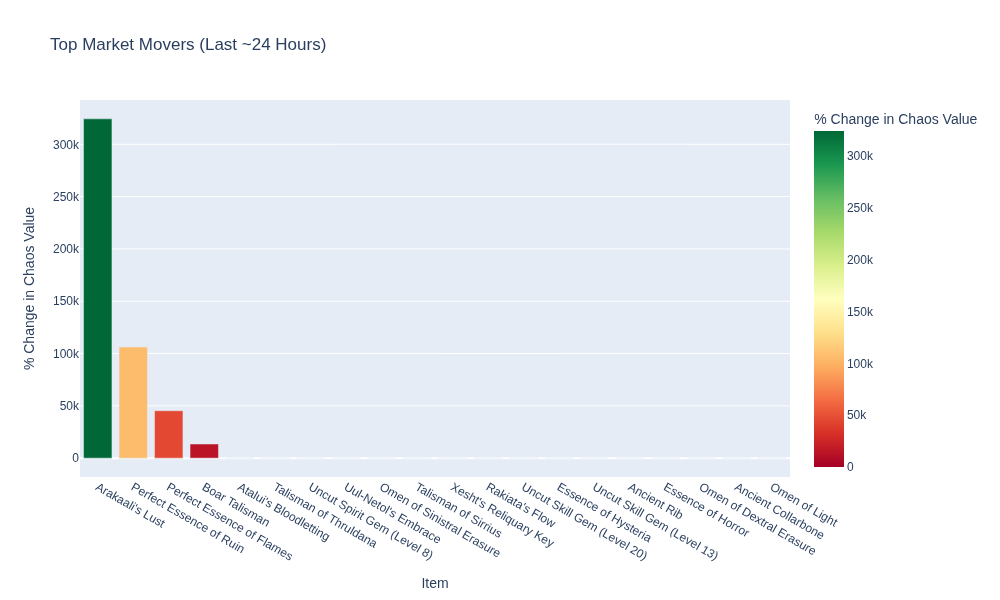 Top Market Movers (Last ~24 Hours)
% Change in Chaos Value
300k
250k
200k
150k
100k
50k
0
Arakaali's Lust
Perfect Essence of Ruin
Perfect Essence of Flames
Boar Talisman
Atalui's Bloodletting
Talisman of Thruldana
Uncut Spirit Gem (Level 8)
Uul-Netol's Embrace
Omen of Sinistral Erasure
Talisman of Sirrius
Xesht's Reliquary Key
Rakiata's Flow
Uncut Skill Gem (Level 20)
Essence of Hysteria
Uncut Skill Gem (Level 13)
Ancient Rib
Essence of Horror
Omen of Dextral Erasure
Ancient Collarbone
Omen of Light
Item
% Change in Chaos Value
300k
250k
200k
150k
100k
50k
0